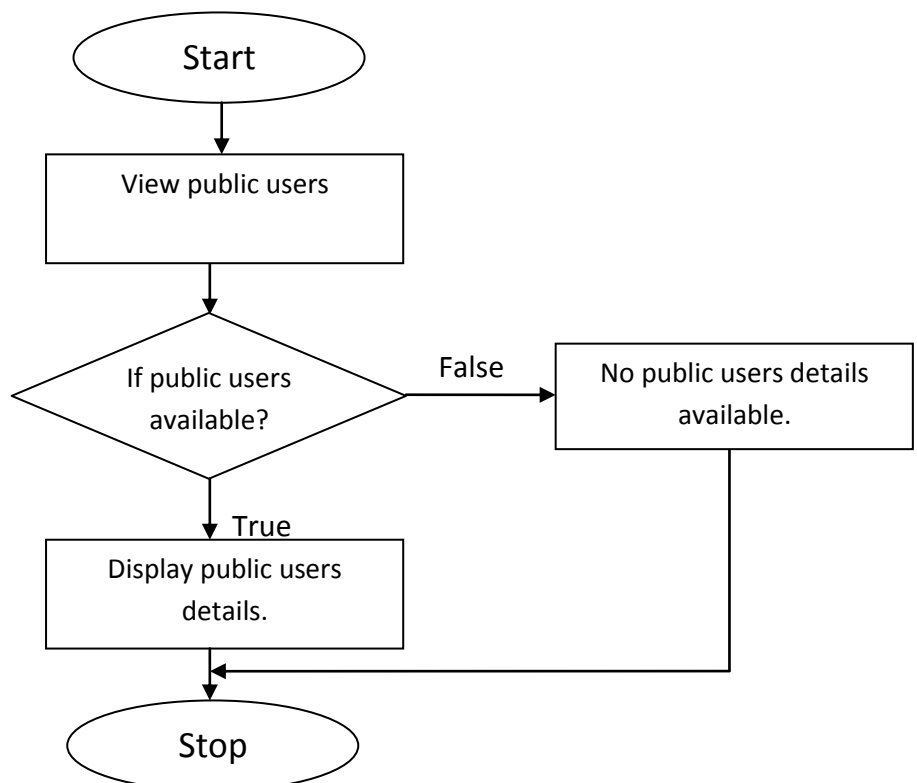 Start
View public users
If public users
available?
False
No public users details
available.
True
Display public users
details.
Stop